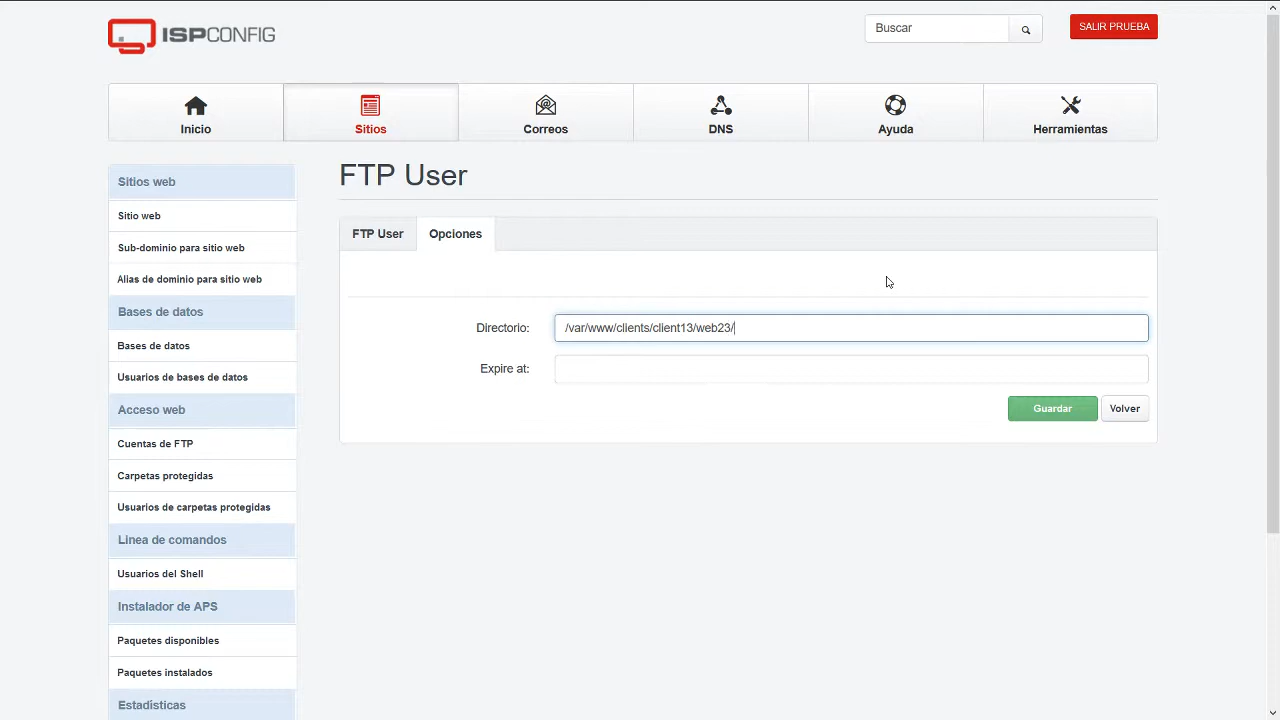 ISPCONFIG
Buscar
SALIR PRUEBA
Inicio
Sitios
Correos
DNS
Ayuda
Herramientas
Sitios web
Sitio web
Sub-dominio para sitio web
Alias de dominio para sitio web
Bases de datos
Bases de datos
Usuarios de bases de datos
Acceso web
Cuentas de FTP
Carpetas protegidas
Usuarios de carpetas protegidas
Linea de comandos
Usuarios del Shell
Instalador de APS
Paquetes disponibles
Paquetes instalados
Estadísticas
FTP User
FTP User
Opciones
Directorio: /var/www/clients/client13/web23/
Expire at:
Guardar
Volver